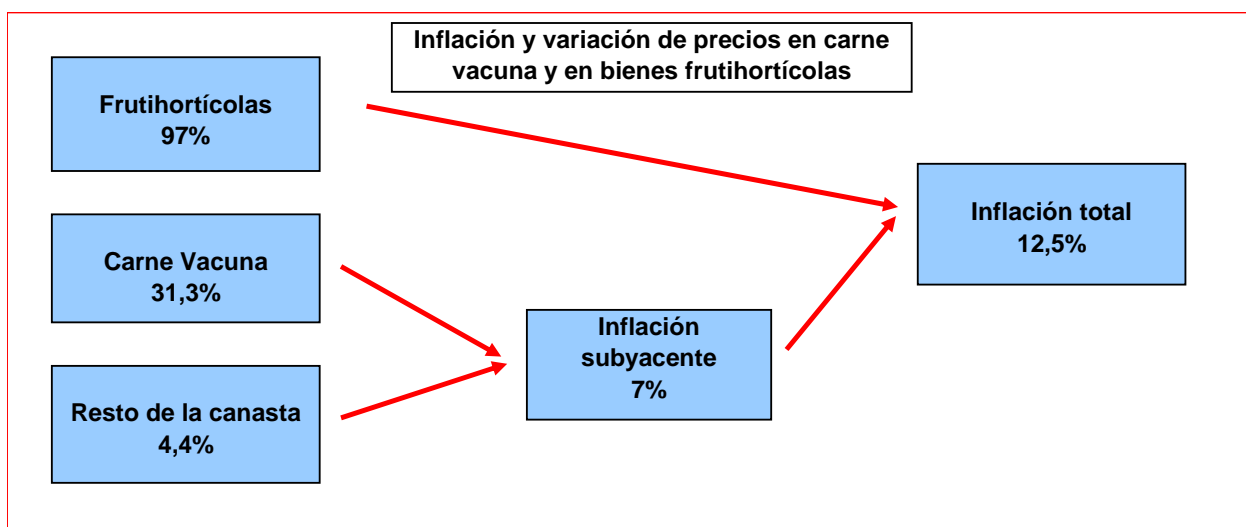 Inflación y variación de precios en carne
vacuna y en bienes frutihortícolas
Frutihortícolas
97%
Carne Vacuna
31,3%
Resto de la canasta
4,4%
Inflación
subyacente
7%
Inflación total
12,5%